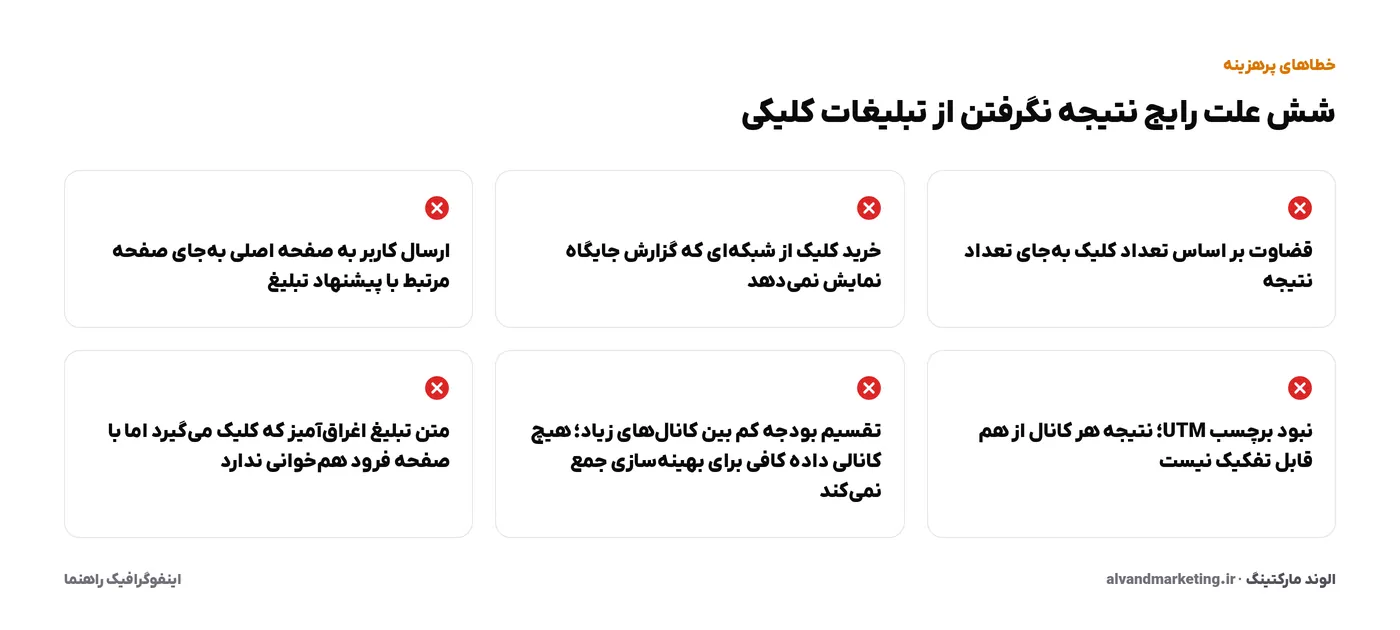 خطاهای پرهزینه
شش علت رایج نتیجه نگرفتن از تبلیغات کلیکی
قضاوت بر اساس تعداد کلیک به‌جای تعداد
نتیجه
خرید کلیک از شبکه‌ای که گزارش جایگاه
نمایش نمی‌دهد
ارسال کاربر به صفحه اصلی به‌جای صفحه
مرتبط با پیشنهاد تبلیغ
نبود برچسب UTM؛ نتیجه هر کانال از هم
قابل تفکیک نیست
تقسیم بودجه کم بین کانال‌های زیاد؛ هیچ
کانالی داده کافی برای بهینه‌سازی جمع
نمی‌کند
متن تبلیغ اغراق‌آمیز که کلیک می‌گیرد اما با
صفحه فرود هم‌خوانی ندارد
الوند مارکتینگ · alvandmarketing.ir
اینفوگرافیک راهنما